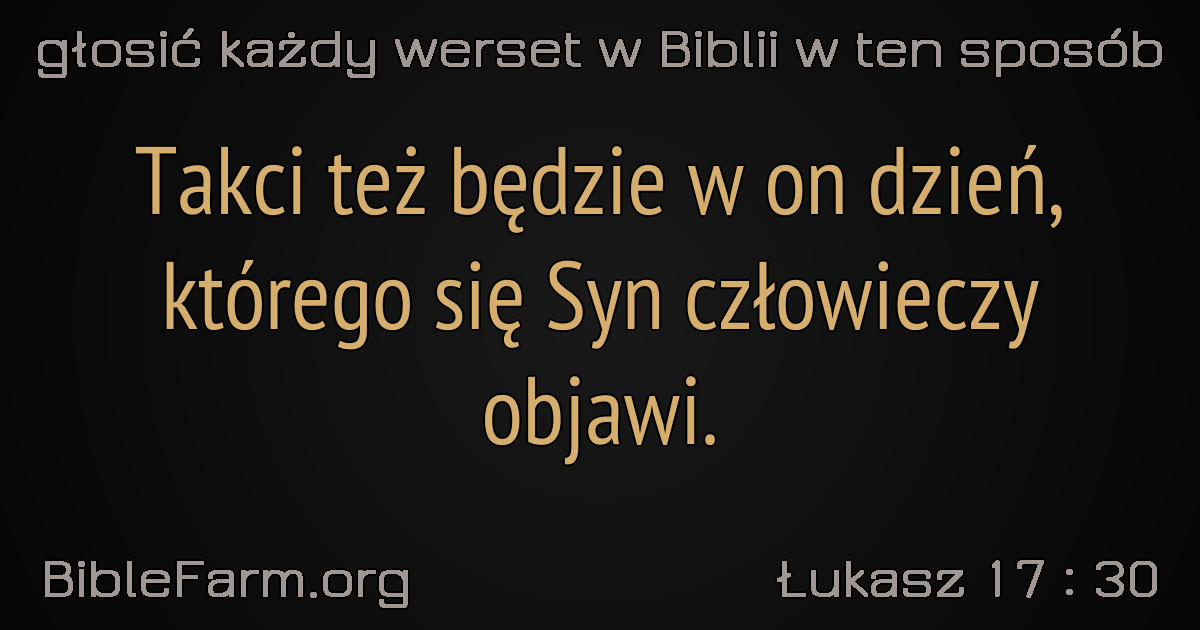 głosić każdy werset w Biblii w ten sposób
Takci też będzie w on dzień,
którego się Syn człowieczy
objawi.
BibleFarm.org
Łukasz 17 : 30